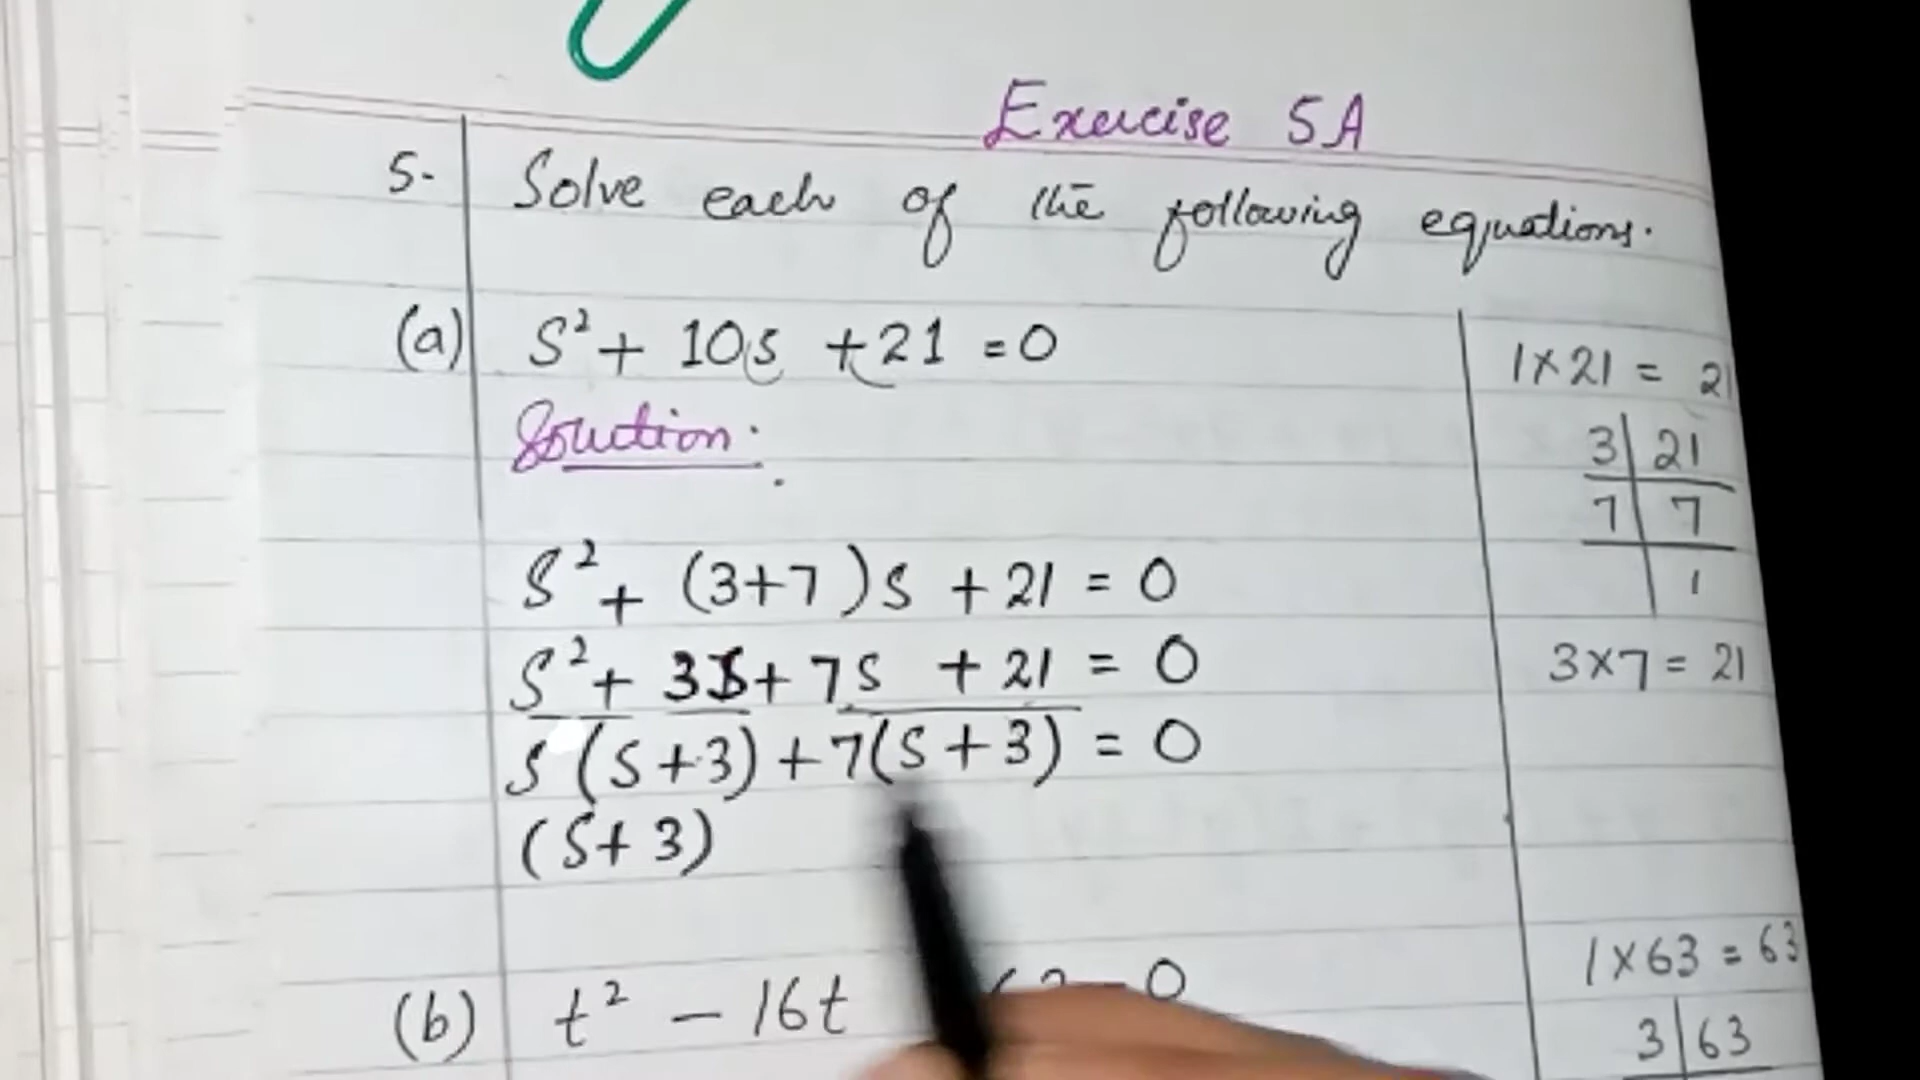 Exercise 5A
5. Solve each of the following equations.
(a) S² + 10s + 21 = 0
Solution:
S² + (3+7)s + 21 = 0
S² + 3s + 7s + 21 = 0
s(s+3) + 7(s+3) = 0
(s+3)
(b) t² - 16t 63 = 0
1×21 = 21
3 | 21
7 | 7
1
3×7 = 21
1×63 = 63
3 | 63